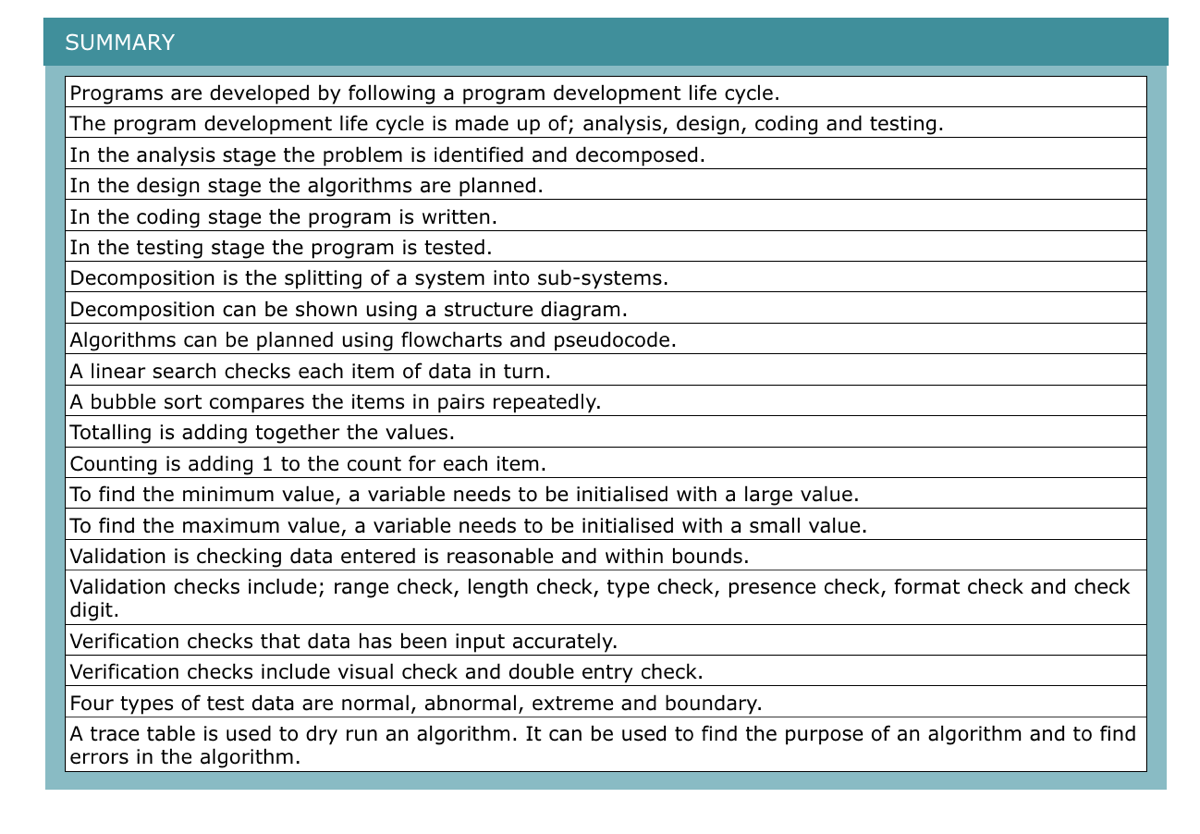 SUMMARY
Programs are developed by following a program development life cycle.
The program development life cycle is made up of; analysis, design, coding and testing.
In the analysis stage the problem is identified and decomposed.
In the design stage the algorithms are planned.
In the coding stage the program is written.
In the testing stage the program is tested.
Decomposition is the splitting of a system into sub-systems.
Decomposition can be shown using a structure diagram.
Algorithms can be planned using flowcharts and pseudocode.
A linear search checks each item of data in turn.
A bubble sort compares the items in pairs repeatedly.
Totalling is adding together the values.
Counting is adding 1 to the count for each item.
To find the minimum value, a variable needs to be initialised with a large value.
To find the maximum value, a variable needs to be initialised with a small value.
Validation is checking data entered is reasonable and within bounds.
Validation checks include; range check, length check, type check, presence check, format check and check
digit.
Verification checks that data has been input accurately.
Verification checks include visual check and double entry check.
Four types of test data are normal, abnormal, extreme and boundary.
A trace table is used to dry run an algorithm. It can be used to find the purpose of an algorithm and to find
errors in the algorithm.